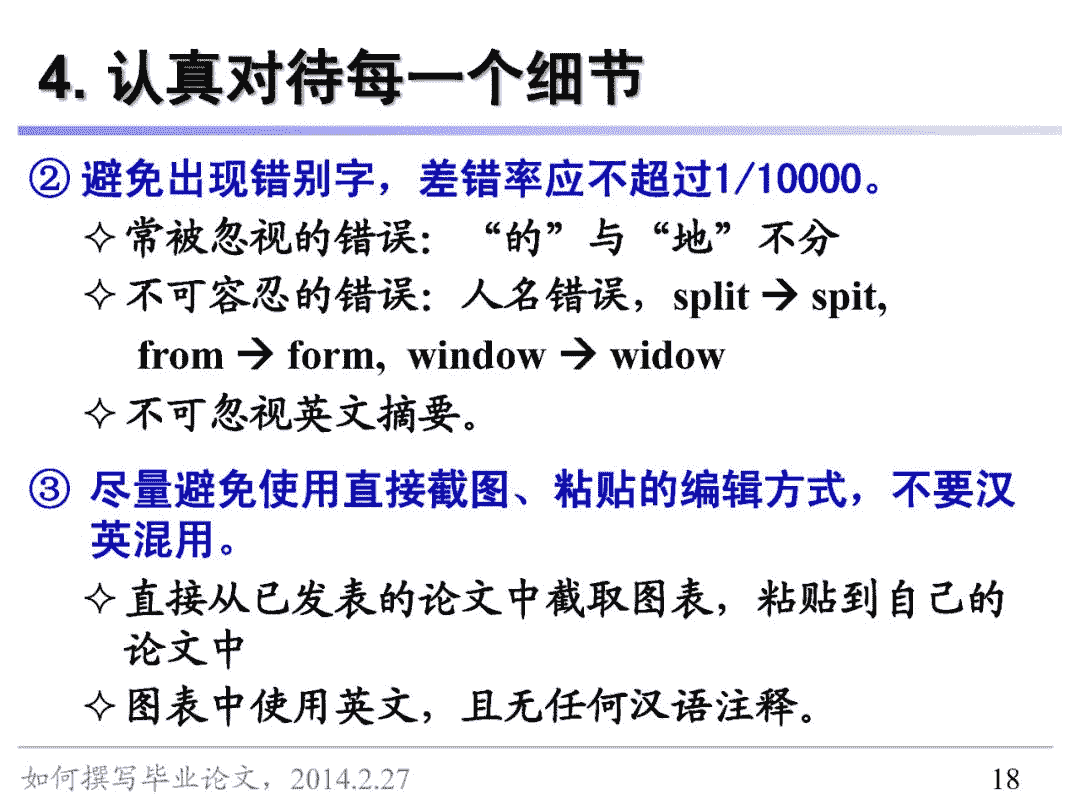 4. 认真对待每一个细节
② 避免出现错别字，差错率应不超过1/10000。
✧常被忽视的错误：“的”与“地”不分
✧不可容忍的错误：人名错误，split → spit,
from → form, window → widow
✧不可忽视英文摘要。
③ 尽量避免使用直接截图、粘贴的编辑方式，不要汉
英混用。
✧直接从已发表的论文中截取图表，粘贴到自己的
论文中
✧图表中使用英文，且无任何汉语注释。
如何撰写毕业论文，2014.2.27
18